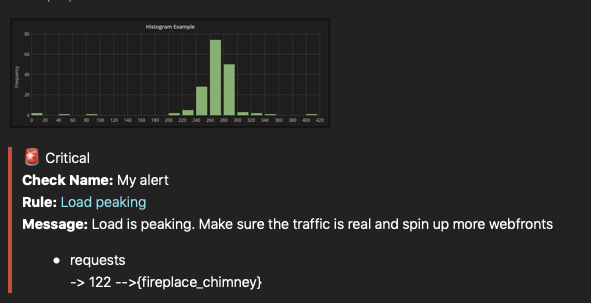 Histogram Example
80
60
40
20
0
Frequency
0 20 40 60 80 100 120 140 160 180 200 220 240 260 280 300 320 340 360 380 400 420
🚨 Critical
Check Name: My alert
Rule: Load peaking
Message: Load is peaking. Make sure the traffic is real and spin up more webfronts
• requests
-> 122 -->{fireplace_chimney}